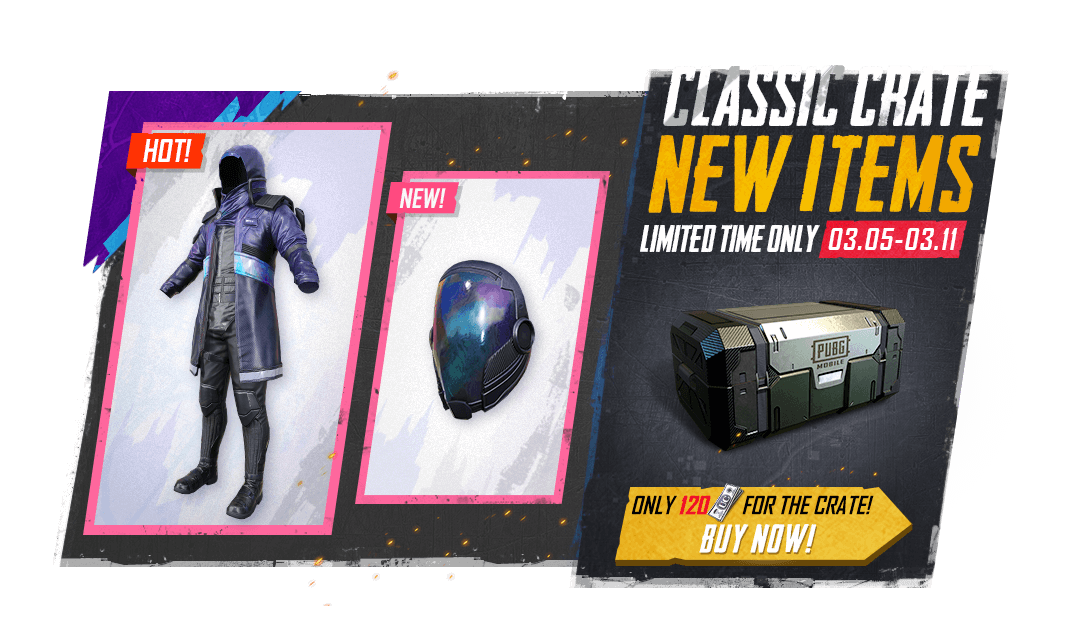 HOT!
NEW!
CLASSIC CRATE
NEW ITEMS
LIMITED TIME ONLY 03.05-03.11
PUBG
MOBILE
ONLY 120 UC FOR THE CRATE!
BUY NOW!